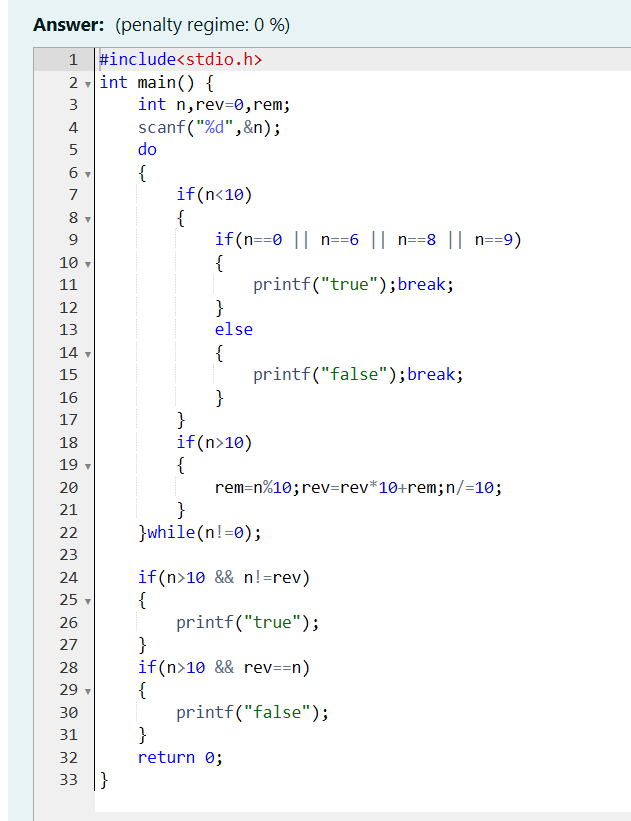 Answer: (penalty regime: 0 %)
1 #include<stdio.h>
2 int main() {
3     int n,rev=0,rem;
4     scanf("%d",&n);
5     do
6     {
7         if(n<10)
8         {
9             if(n==0 || n==6 || n==8 || n==9)
10             {
11                 printf("true");break;
12             }
13             else
14             {
15                 printf("false");break;
16             }
17         }
18         if(n>10)
19         {
20             rem=n%10;rev=rev*10+rem;n/=10;
21         }
22     }while(n!=0);
23
24     if(n>10 && n!=rev)
25     {
26         printf("true");
27     }
28     if(n>10 && rev==n)
29     {
30         printf("false");
31     }
32     return 0;
33 }